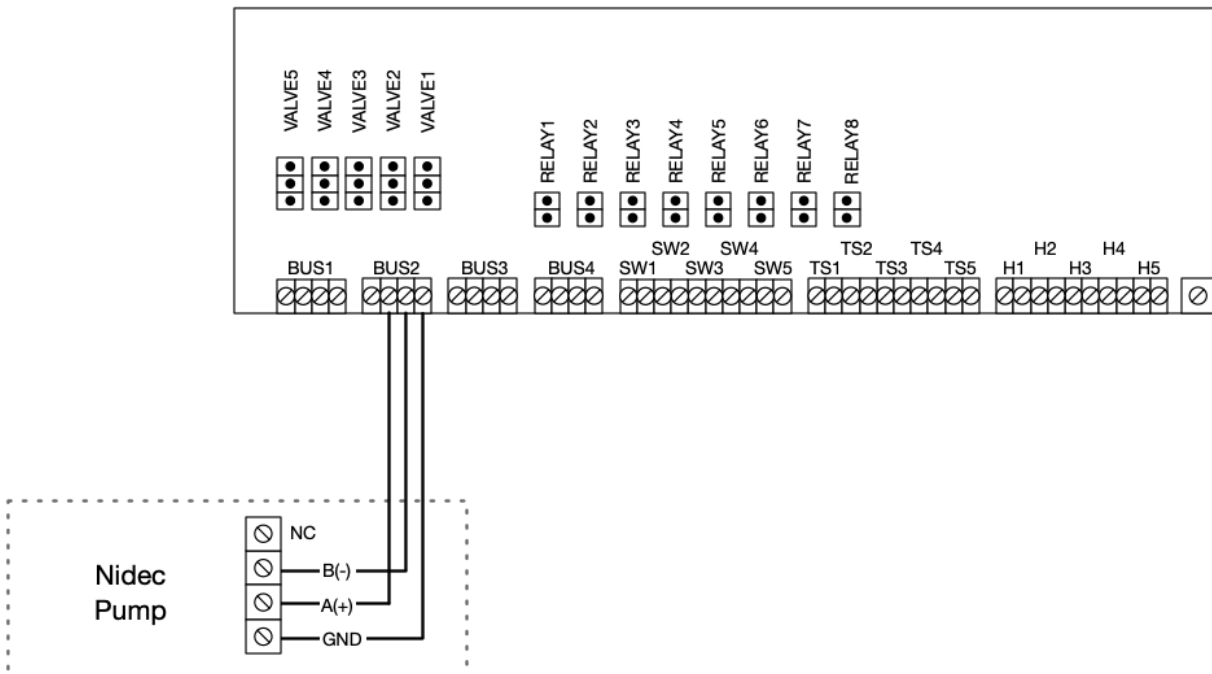 VALVE5
VALVE4
VALVE3
VALVE2
VALVE1
RELAY1
RELAY2
RELAY3
RELAY4
RELAY5
RELAY6
RELAY7
RELAY8
SW2 SW4 TS2 TS4 H2 H4
BUS1 BUS2 BUS3 BUS4 SW1 SW3 SW5 TS1 TS3 TS5 H1 H3 H5
NC
B(-)
A(+)
GND
Nidec
Pump